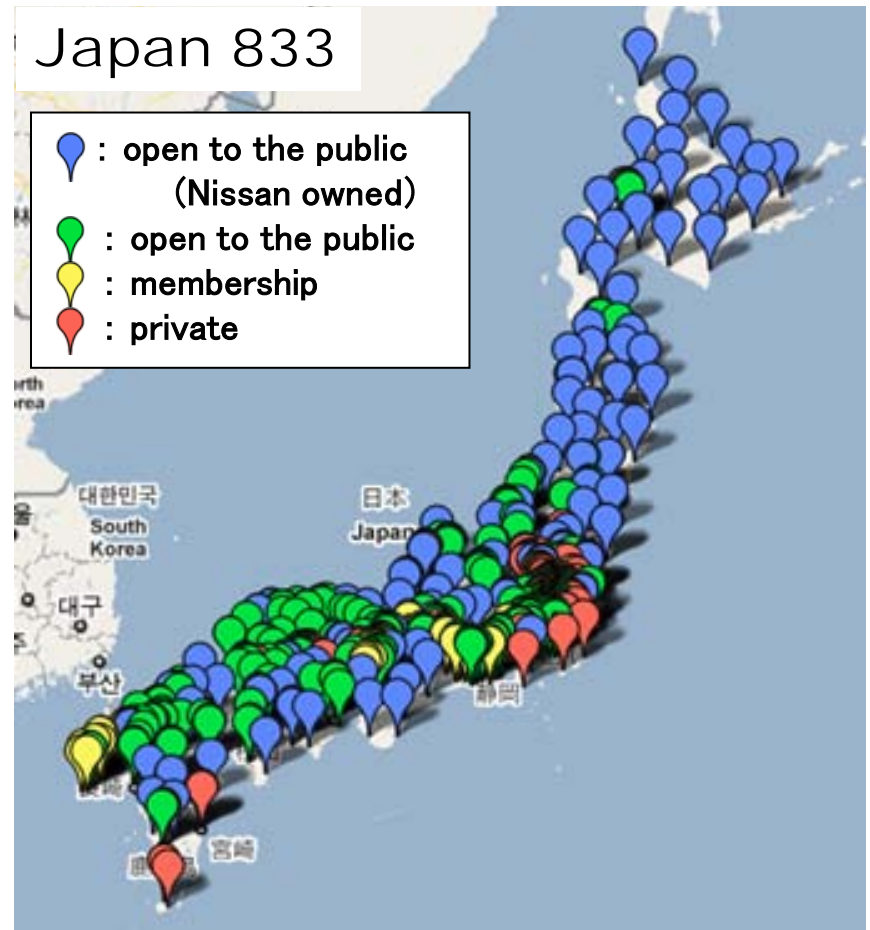 Japan 833
: open to the public
(Nissan owned)
: open to the public
: membership
: private
대한민국
South
Korea
日本
Japan
대구
부산
静岡
宮崎